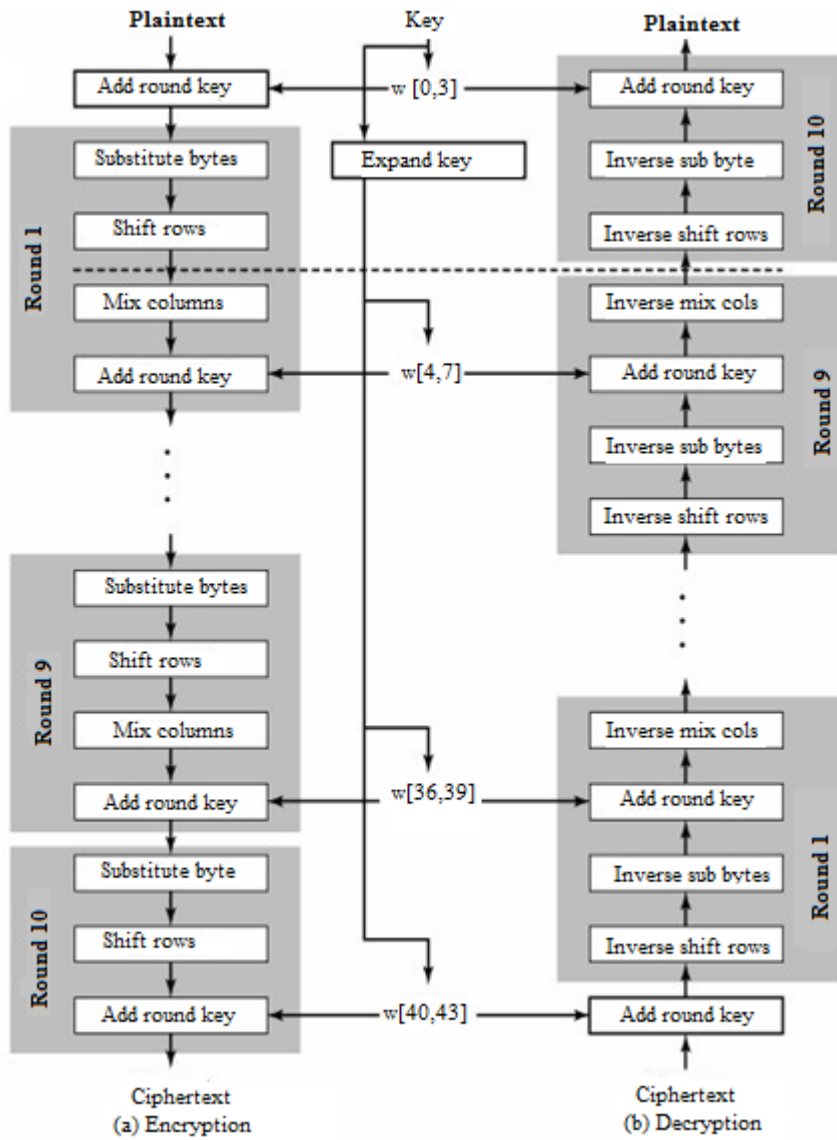 Plaintext
Add round key
Round 1
Substitute bytes
Shift rows
Mix columns
Add round key
Round 9
Substitute bytes
Shift rows
Mix columns
Add round key
Round 10
Substitute byte
Shift rows
Add round key
Ciphertext
(a) Encryption
Key
w [0,3]
Expand key
w[4,7]
w[36,39]
w[40,43]
Plaintext
Add round key
Inverse sub byte
Inverse shift rows
Round 10
Inverse mix cols
Add round key
Inverse sub bytes
Inverse shift rows
Round 9
Inverse mix cols
Add round key
Inverse sub bytes
Inverse shift rows
Round 1
Add round key
Ciphertext
(b) Decryption